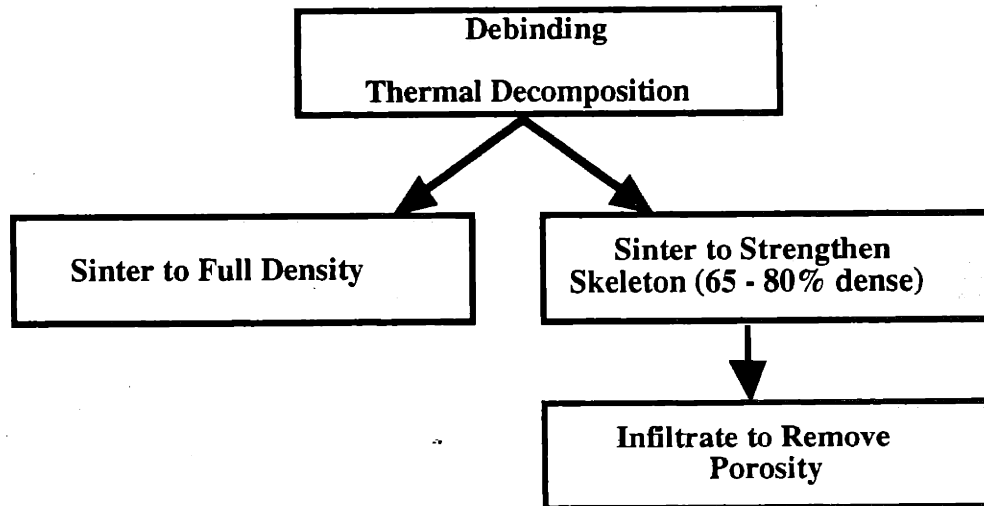 Debinding
Thermal Decomposition
Sinter to Full Density
Sinter to Strengthen
Skeleton (65 - 80% dense)
Infiltrate to Remove
Porosity